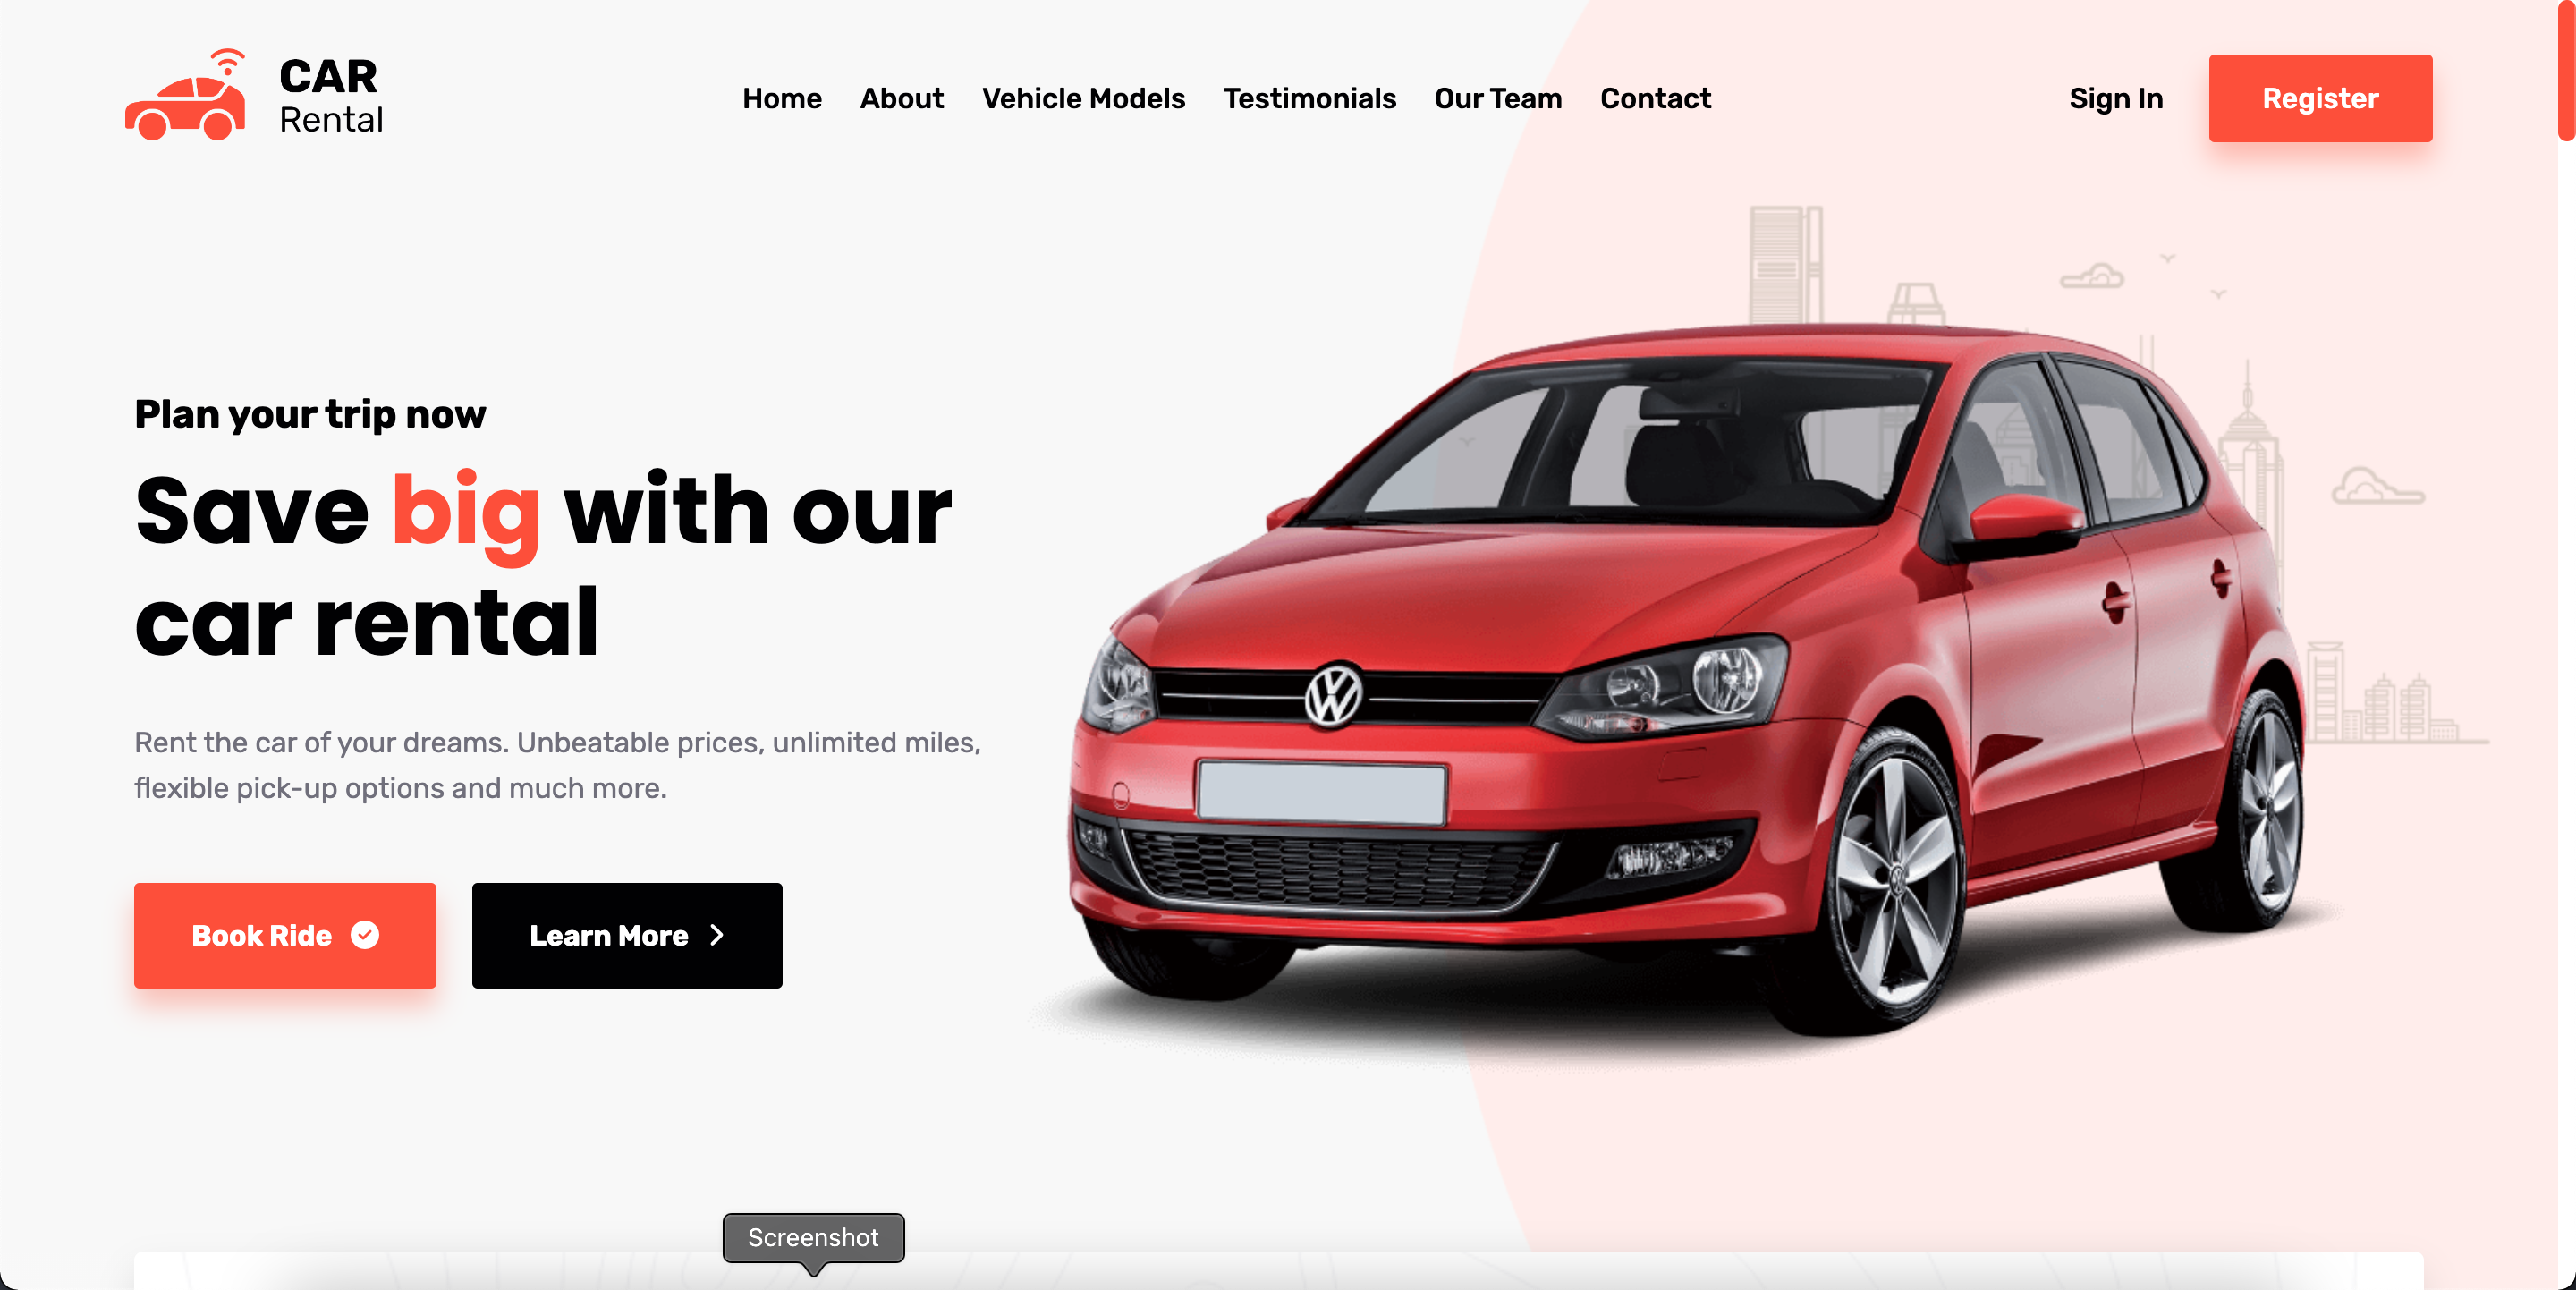 CAR
Rental
Home About Vehicle Models Testimonials Our Team Contact
Sign In Register
Plan your trip now
Save big with our
car rental
Rent the car of your dreams. Unbeatable prices, unlimited miles,
flexible pick-up options and much more.
Book Ride Learn More
Screenshot